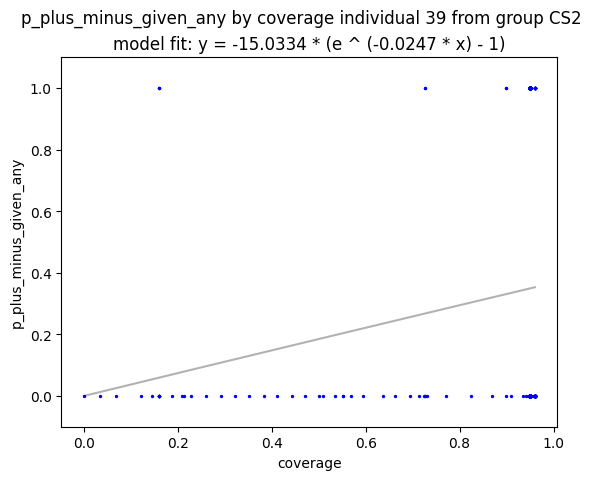 p_plus_minus_given_any by coverage individual 39 from group CS2
model fit: y = -15.0334 * (e ^ (-0.0247 * x) - 1)
1.0
0.8
0.6
0.4
0.2
0.0
p_plus_minus_given_any
0.0 0.2 0.4 0.6 0.8 1.0
coverage